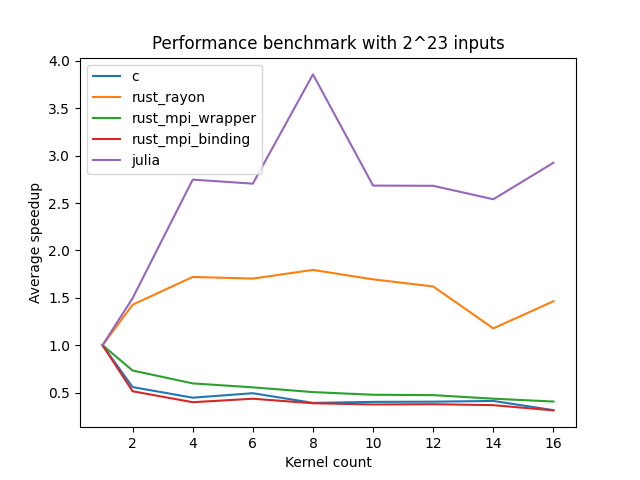 Performance benchmark with 2^23 inputs
c
rust_rayon
rust_mpi_wrapper
rust_mpi_binding
julia
4.0
3.5
3.0
2.5
2.0
1.5
1.0
0.5
Average speedup
2 4 6 8 10 12 14 16
Kernel count